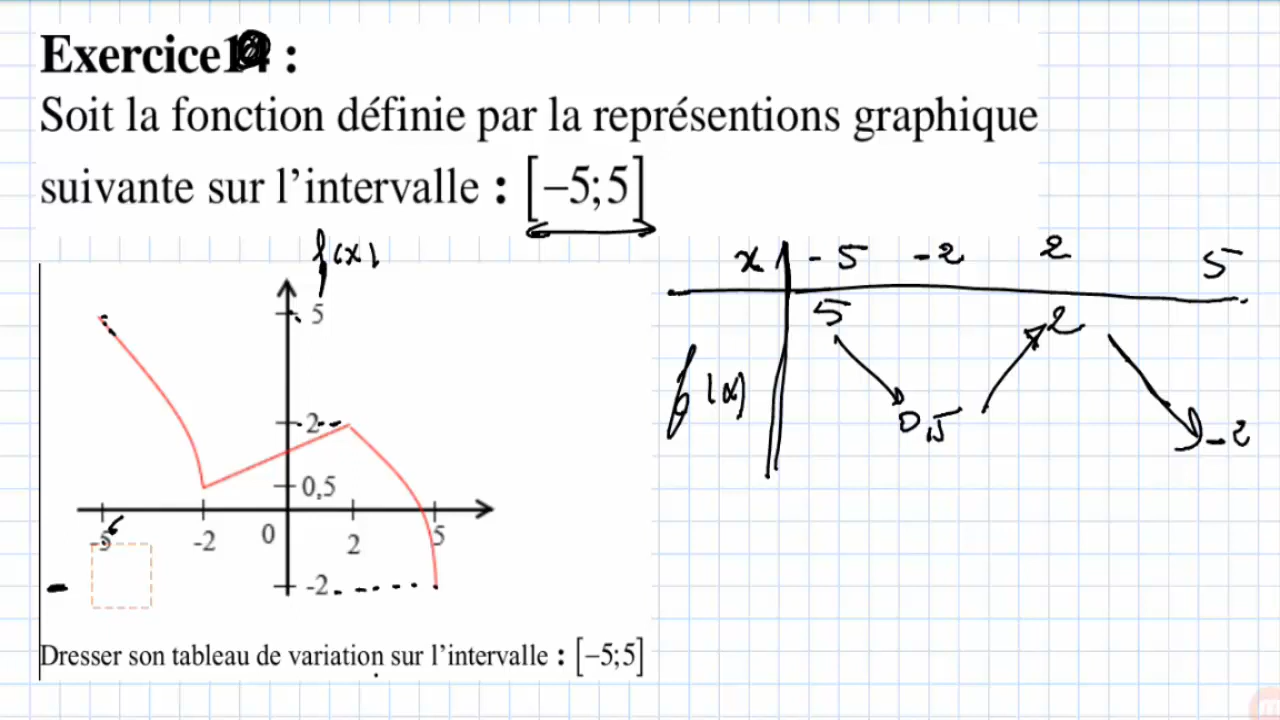 Exercice1 :
Soit la fonction définie par la représentions graphique
suivante sur l’intervalle : [−5;5]
f(x)
5
2
0,5
-5 -2 0 2 5
-2
Dresser son tableau de variation sur l’intervalle : [−5;5]
x -5 -2 2 5
5 2
f(x)
0,5 -2